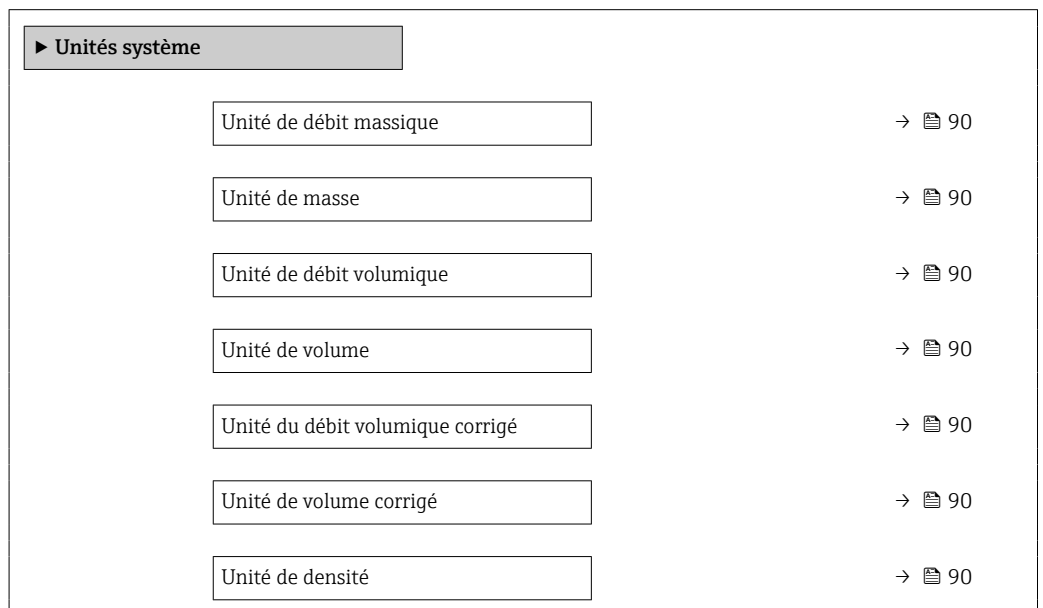 ▶ Unités système
Unité de débit massique → 90
Unité de masse → 90
Unité de débit volumique → 90
Unité de volume → 90
Unité du débit volumique corrigé → 90
Unité de volume corrigé → 90
Unité de densité → 90